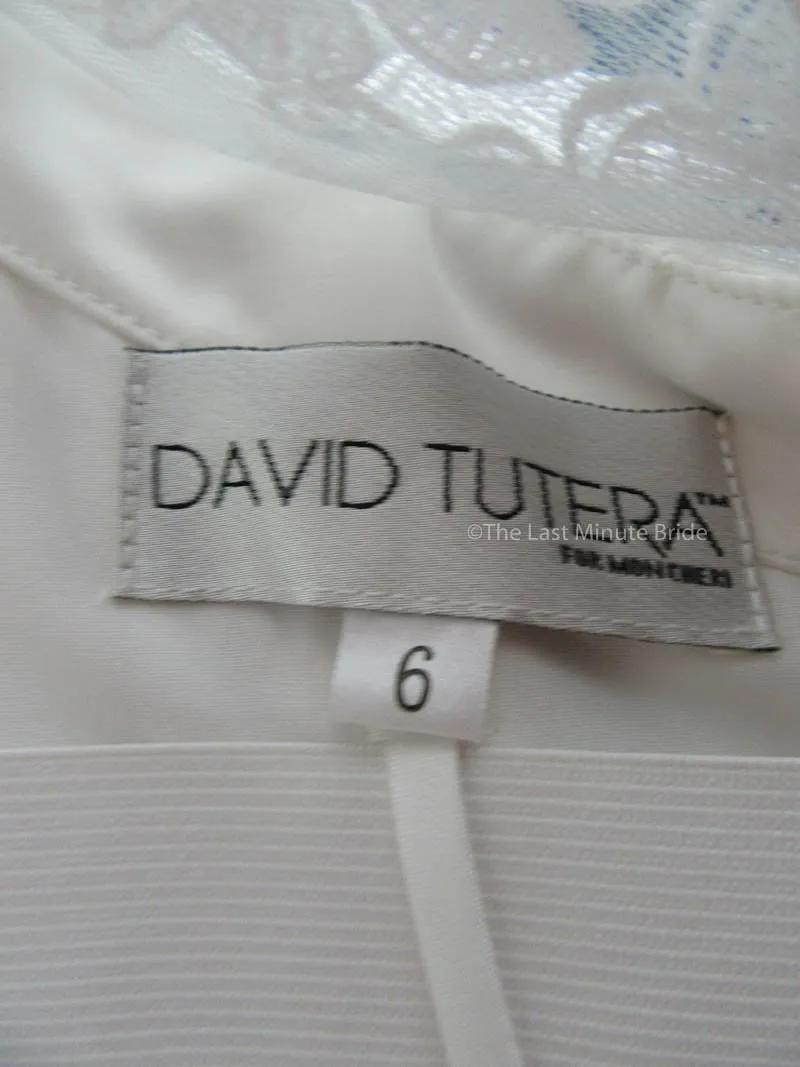 DAVID TUTERA™
©The Last Minute Bride
FOR MON CHERI
6